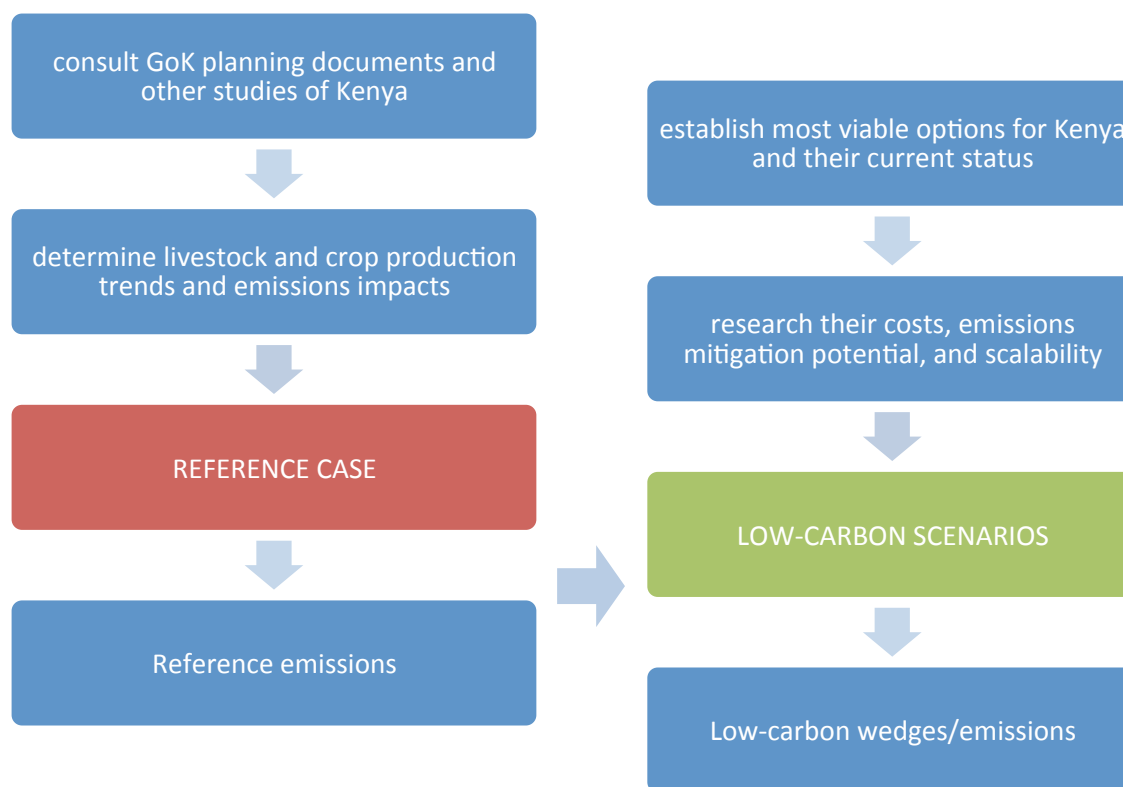 consult GoK planning documents and
other studies of Kenya
determine livestock and crop production
trends and emissions impacts
REFERENCE CASE
Reference emissions
establish most viable options for Kenya
and their current status
research their costs, emissions
mitigation potential, and scalability
LOW-CARBON SCENARIOS
Low-carbon wedges/emissions